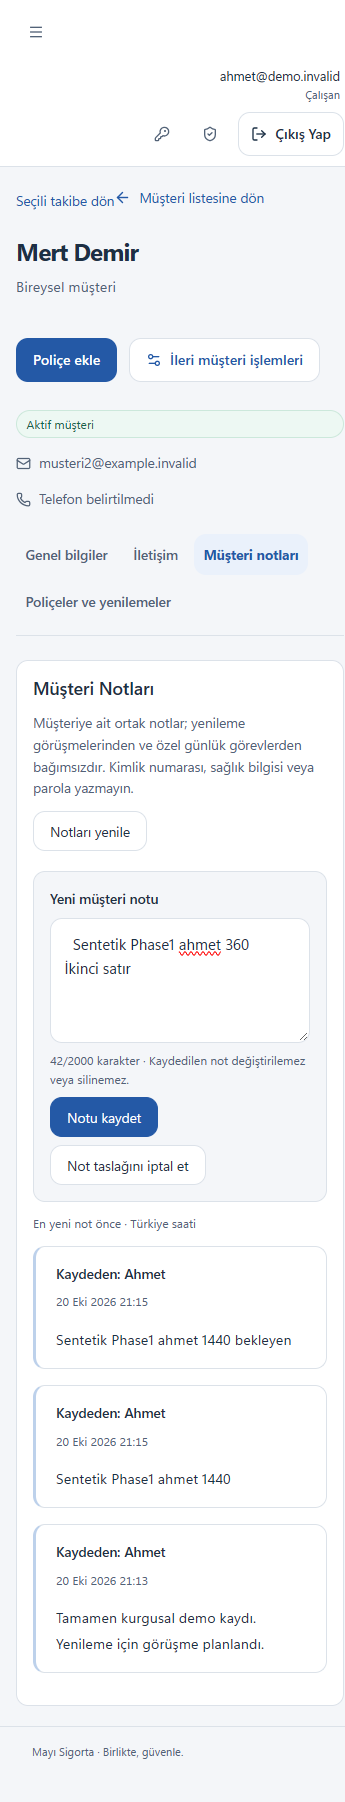 ahmet@demo.invalid
Çalışan
Çıkış Yap
Seçili takibe dön
Müşteri listesine dön
Mert Demir
Bireysel müşteri
Poliçe ekle
İleri müşteri işlemleri
Aktif müşteri
musteri2@example.invalid
Telefon belirtilmedi
Genel bilgiler
İletişim
Müşteri notları
Poliçeler ve yenilemeler
Müşteri Notları
Müşteriye ait ortak notlar; yenileme
görüşmelerinden ve özel günlük görevlerden
bağımsızdır. Kimlik numarası, sağlık bilgisi veya
parola yazmayın.
Notları yenile
Yeni müşteri notu
Sentetik Phase1 ahmet 360
İkinci satır
42/2000 karakter · Kaydedilen not değiştirilemez
veya silinemez.
Notu kaydet
Not taslağını iptal et
En yeni not önce · Türkiye saati
Kaydeden: Ahmet
20 Eki 2026 21:15
Sentetik Phase1 ahmet 1440 bekleyen
Kaydeden: Ahmet
20 Eki 2026 21:15
Sentetik Phase1 ahmet 1440
Kaydeden: Ahmet
20 Eki 2026 21:13
Tamamen kurgusal demo kaydı.
Yenileme için görüşme planlandı.
Mayı Sigorta · Birlikte, güvenle.